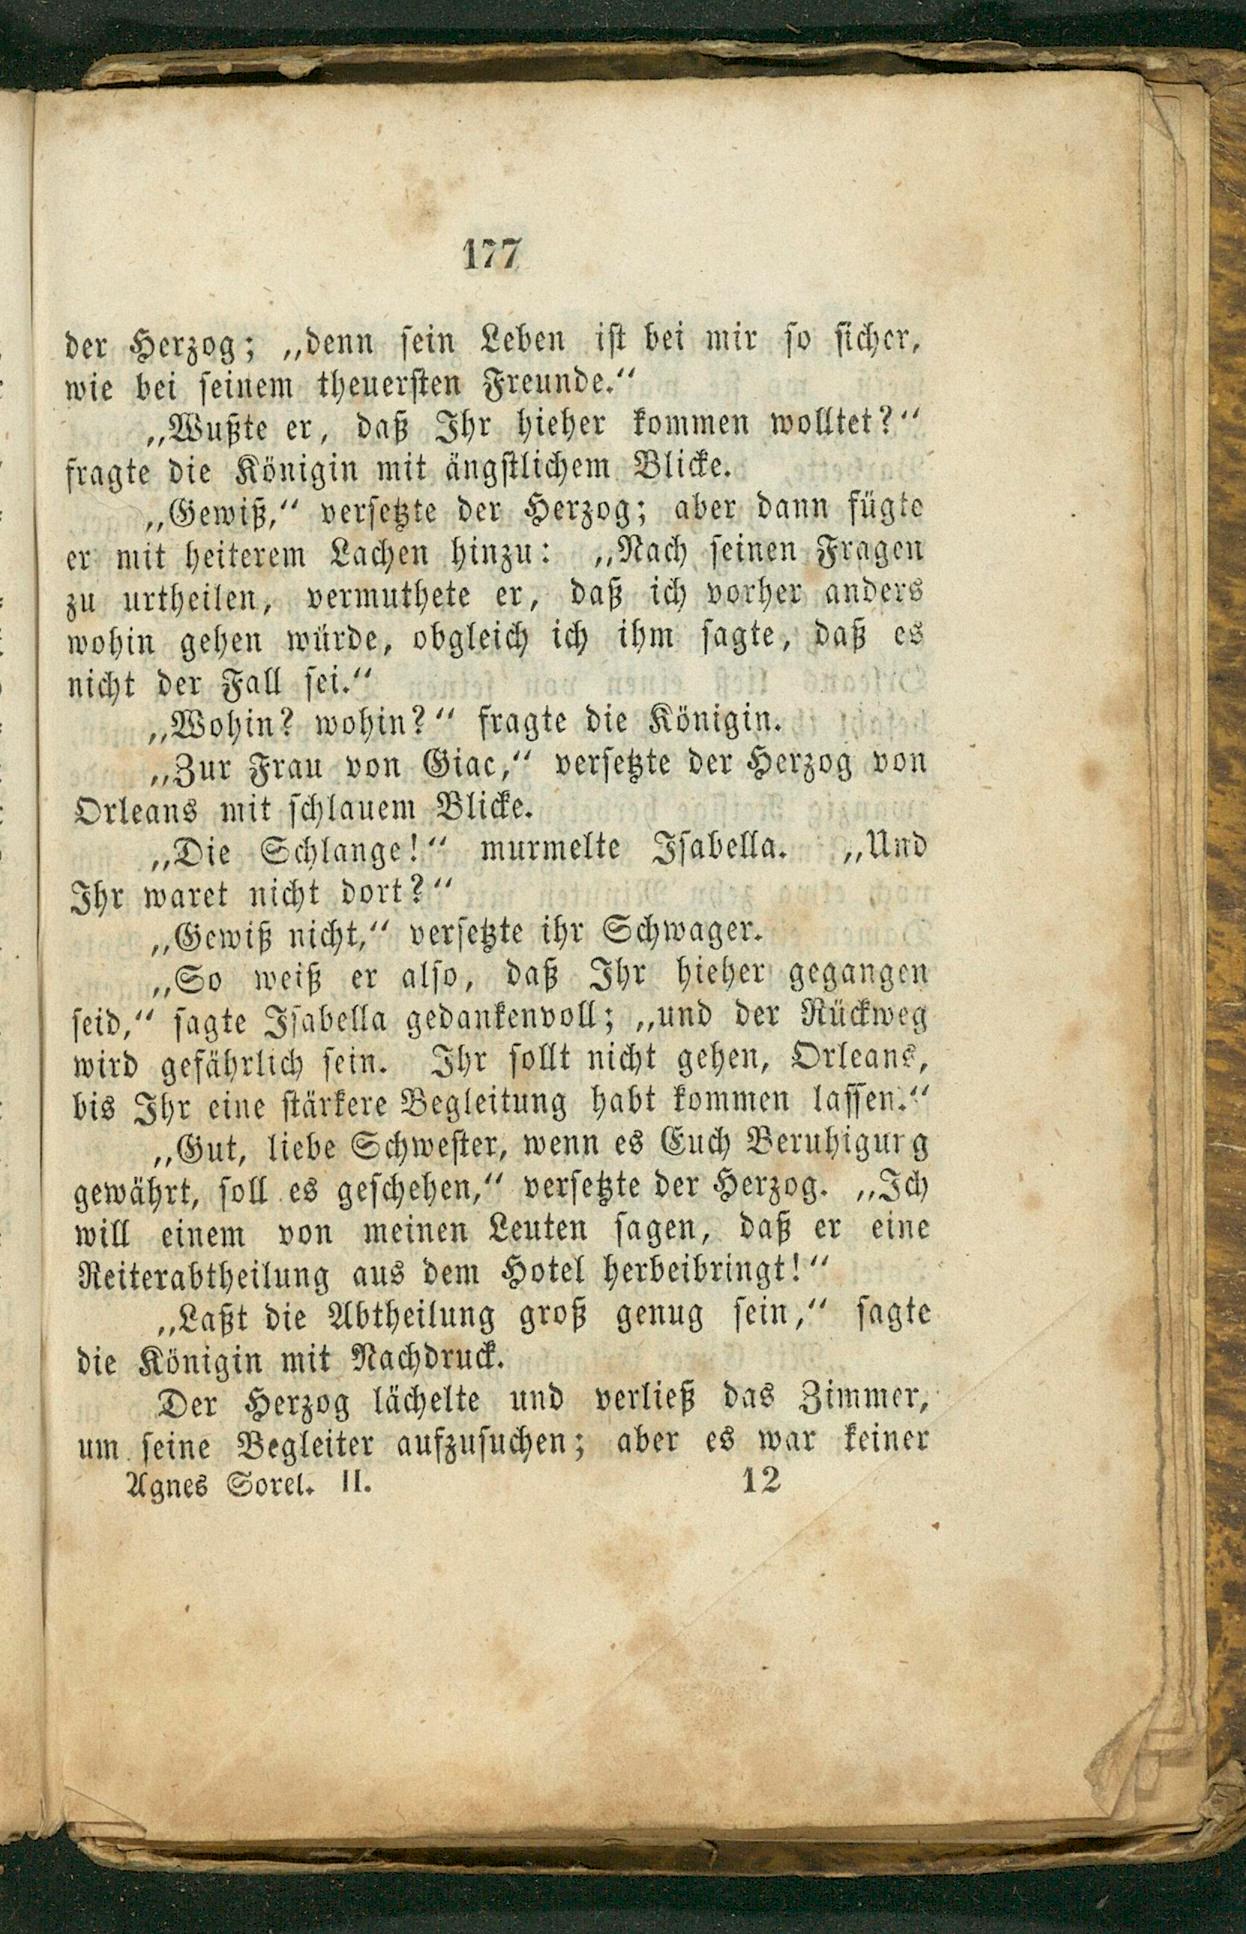 177
der Herzog; „denn sein Leben ist bei mir so sicher,
wie bei seinem theuersten Freunde.“
„Wußte er, daß Ihr hieher kommen wolltet?“
fragte die Königin mit ängstlichem Blicke.
„Gewiß,“ versetzte der Herzog; aber dann fügte
er mit heiterem Lachen hinzu: „Nach seinen Fragen
zu urtheilen, vermuthete er, daß ich vorher anders
wohin gehen würde, obgleich ich ihm sagte, daß es
nicht der Fall sei.“
„Wohin? wohin?“ fragte die Königin.
„Zur Frau von Giac,“ versetzte der Herzog von
Orleans mit schlauem Blicke.
„Die Schlange!“ murmelte Isabella. „Und
Ihr waret nicht dort?“
„Gewiß nicht,“ versetzte ihr Schwager.
„So weiß er also, daß Ihr hieher gegangen
seid,“ sagte Isabella gedankenvoll; „und der Rückweg
wird gefährlich sein. Ihr sollt nicht gehen, Orleans,
bis Ihr eine stärkere Begleitung habt kommen lassen.“
„Gut, liebe Schwester, wenn es Euch Beruhigung
gewährt, soll es geschehen,“ versetzte der Herzog. „Ich
will einem von meinen Leuten sagen, daß er eine
Reiterabtheilung aus dem Hotel herbeibringt!“
„Laßt die Abtheilung groß genug sein,“ sagte
die Königin mit Nachdruck.
Der Herzog lächelte und verließ das Zimmer,
um seine Begleiter aufzusuchen; aber es war keiner
Agnes Sorel. II. 12